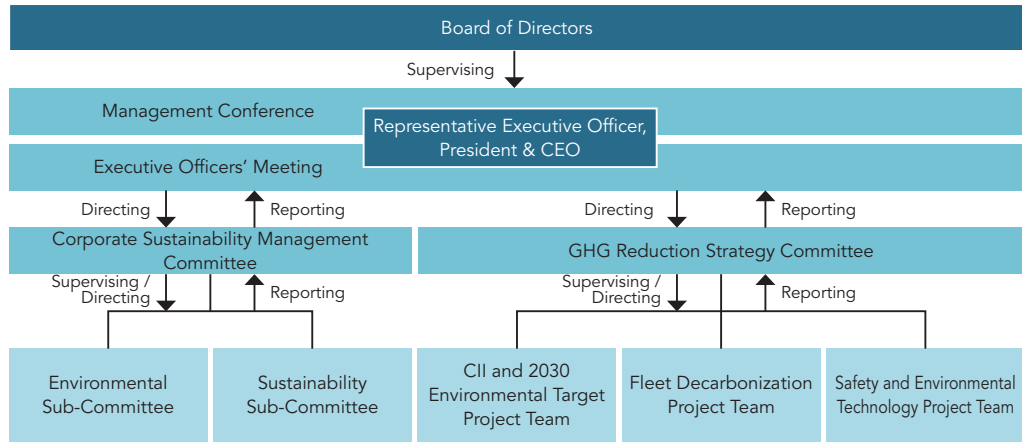 Board of Directors
Supervising
Management Conference
Representative Executive Officer,
President & CEO
Executive Officers’ Meeting
Directing
Reporting
Directing
Reporting
Corporate Sustainability Management
Committee
GHG Reduction Strategy Committee
Supervising /
Directing
Reporting
Supervising /
Directing
Reporting
Environmental
Sub-Committee
Sustainability
Sub-Committee
CII and 2030
Environmental Target
Project Team
Fleet Decarbonization
Project Team
Safety and Environmental
Technology Project Team